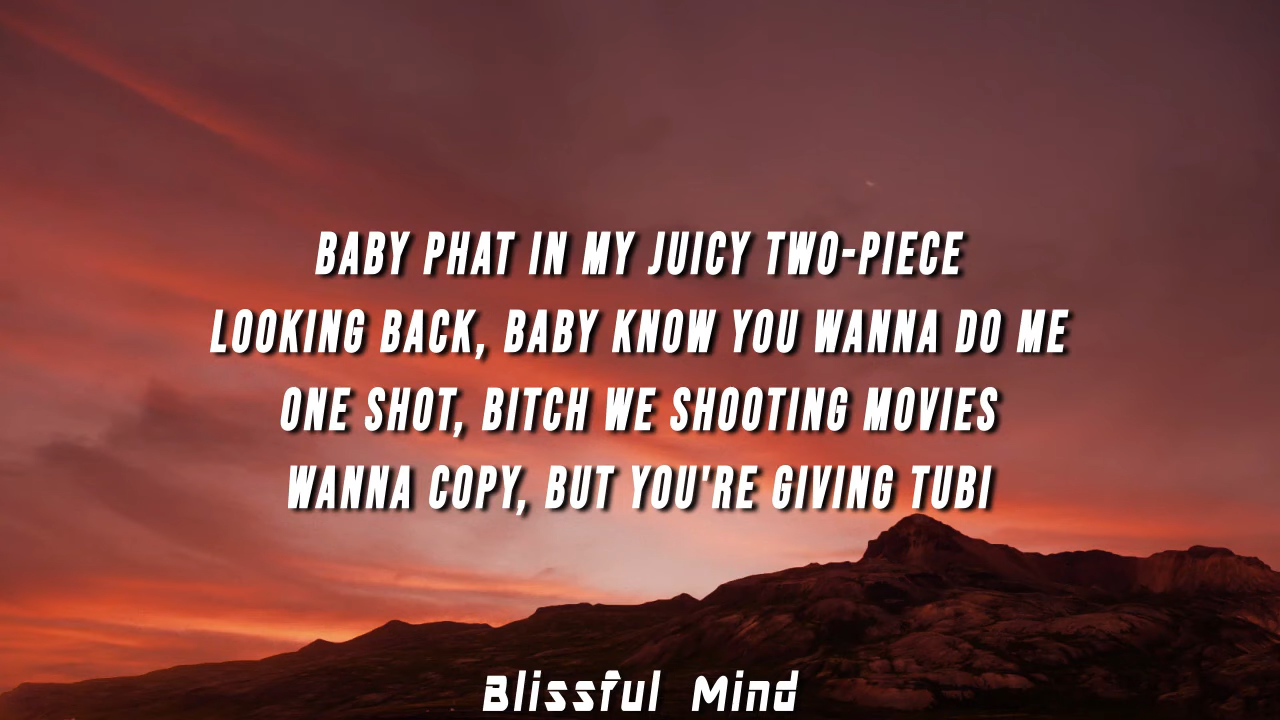 BABY PHAT IN MY JUICY TWO-PIECE
LOOKING BACK, BABY KNOW YOU WANNA DO ME
ONE SHOT, BITCH WE SHOOTING MOVIES
WANNA COPY, BUT YOU'RE GIVING TUBI
Blissful Mind